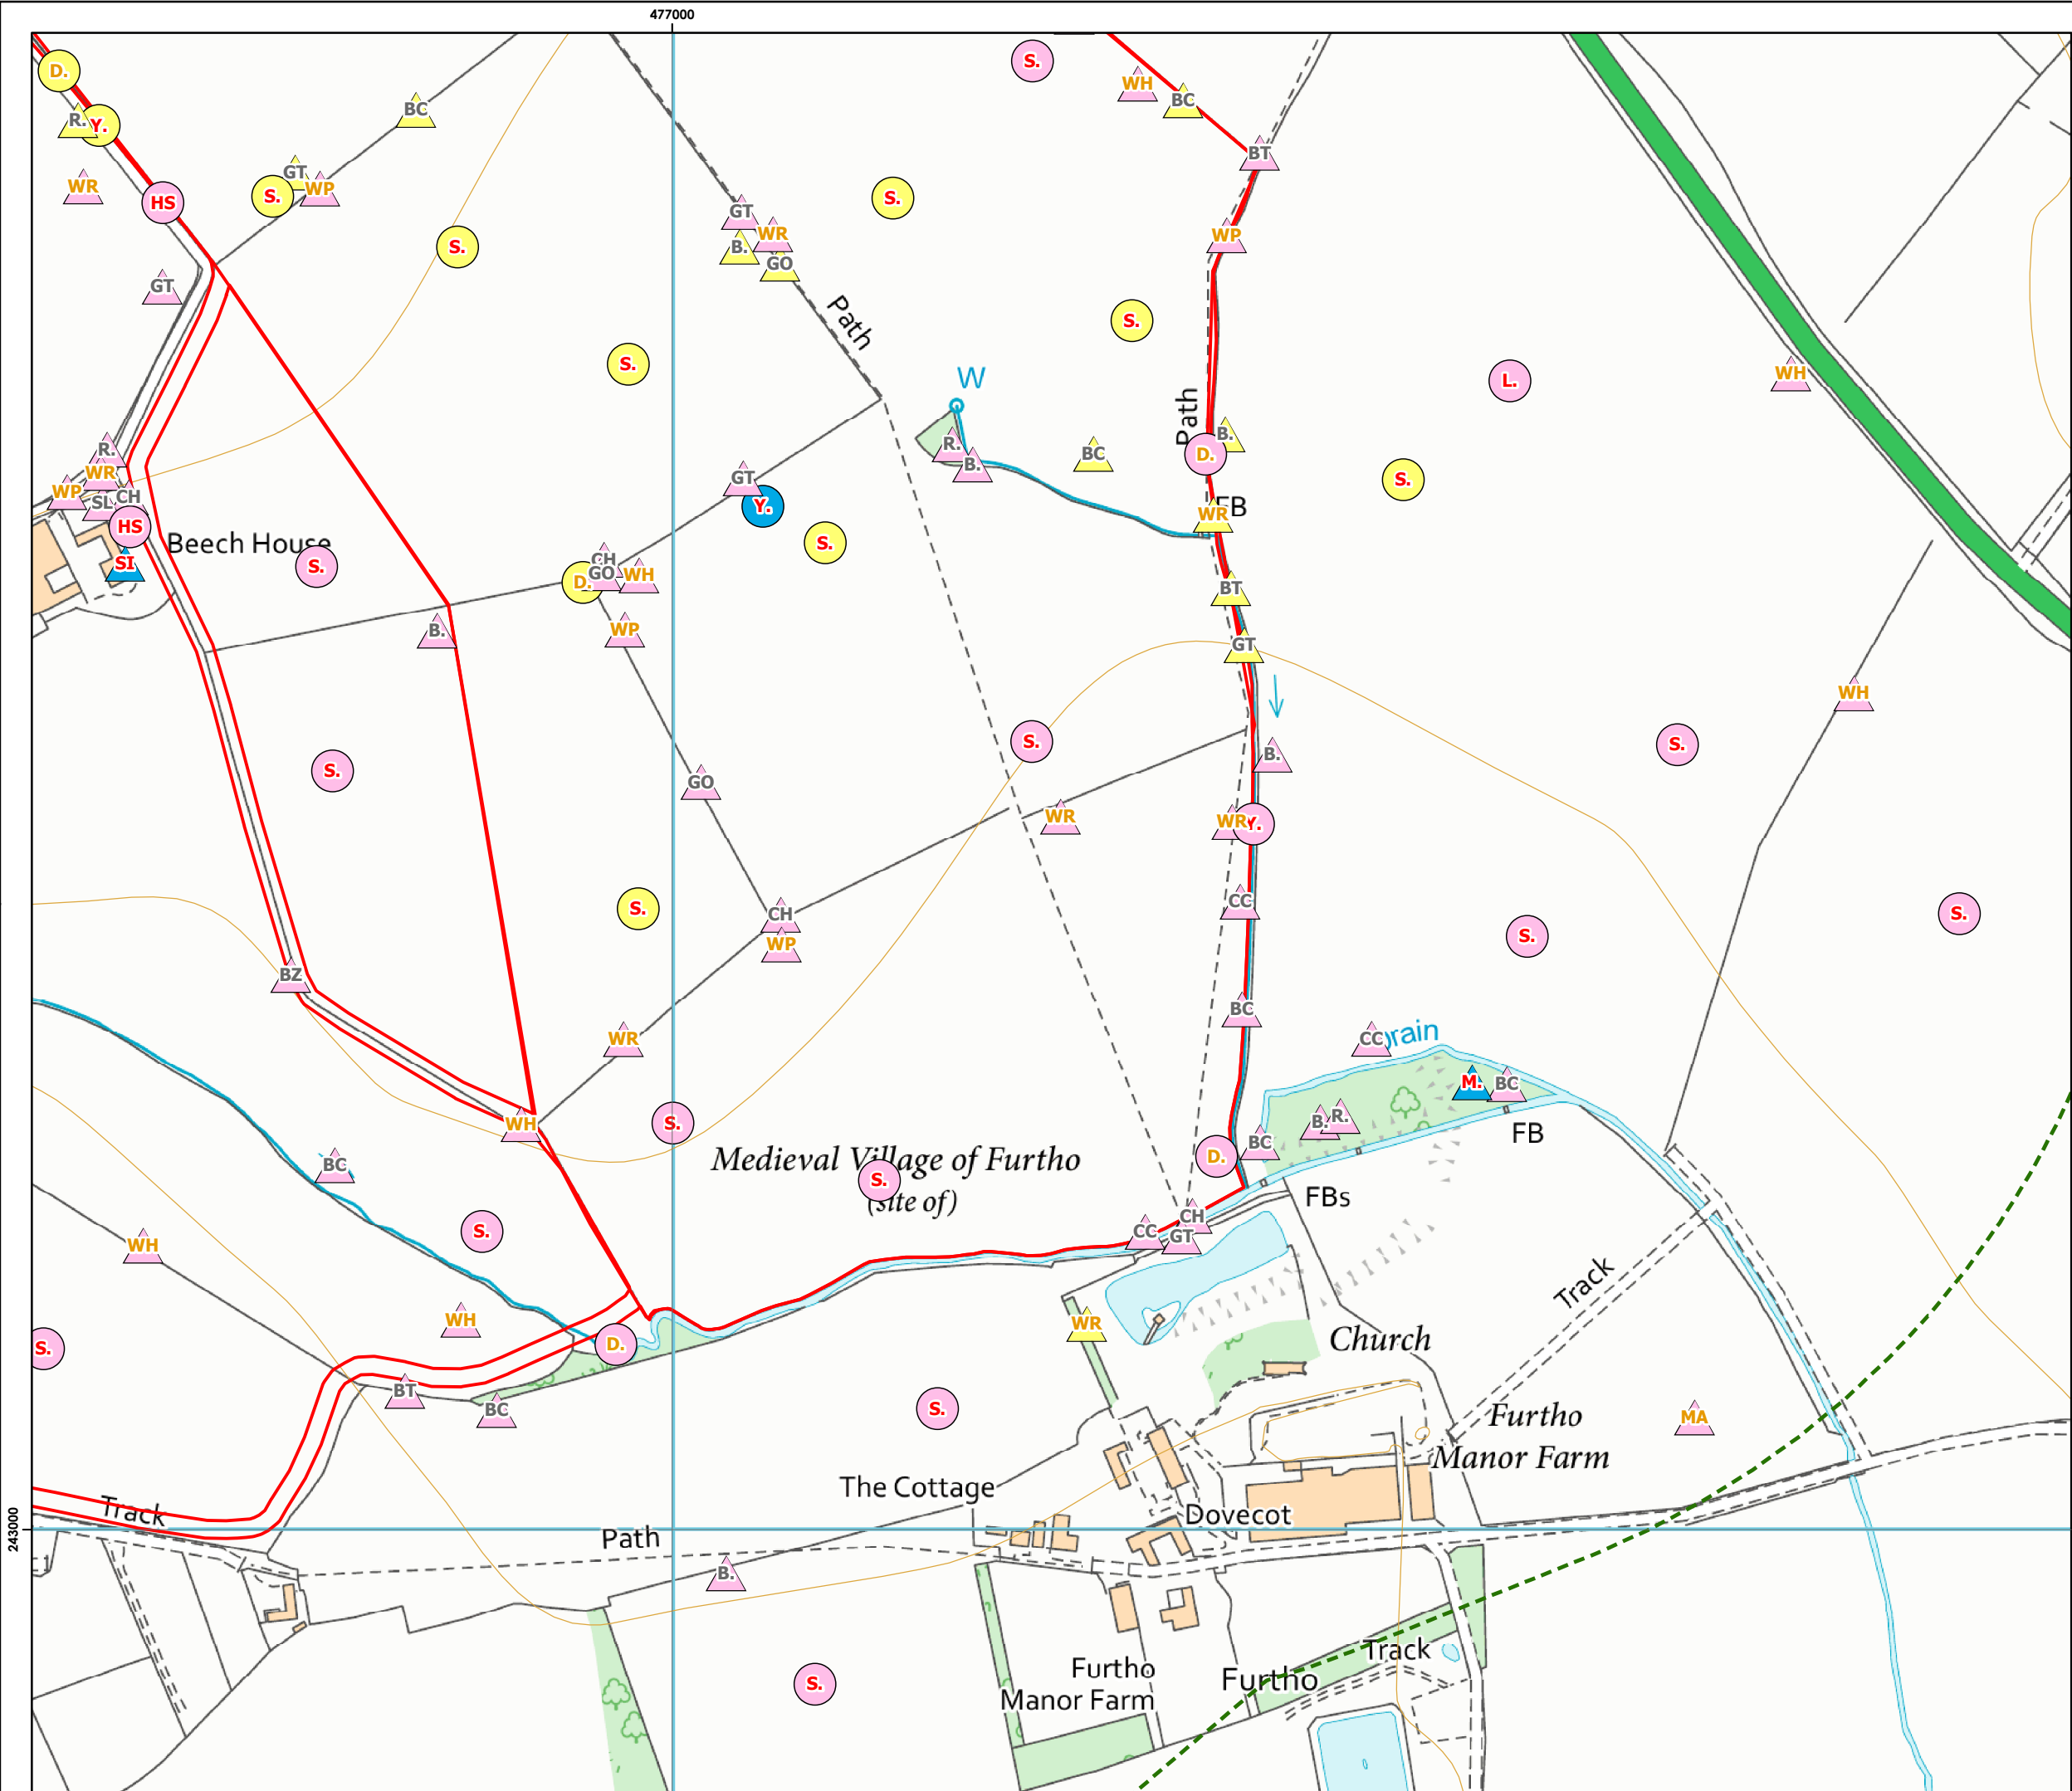 477000
S.
D.
WH
BC
BC
R.
Y.
BT
GT
WR
WP
S.
S.
HS
GT
WR
WP
B.
S.
GO
GT
Path
S.
S.
W
L.
WH
Path
R.
B.
R.
BC
D.
B.
WR
GT
S.
WP
CH
Y.
SL
WR
FB
HS
Beech House
S.
SI
S.
CH
D.
GO
WH
BT
B.
WP
GT
WH
S.
S.
B.
S.
GO
WR
WR
Y.
CC
S.
CH
S.
S.
WP
BZ
BC
WR
CC
M.
BC
WH
S.
B.
R.
FB
BC
D.
Medieval Village of Furtho
(site of)
BC
S.
FBs
S.
CH
CC
GT
WH
Track
WH
WR
Church
S.
D.
BT
BC
S.
MA
Furtho
Manor Farm
The Cottage
Track
Dovecot
243000
Path
B.
Track
Furtho
Manor Farm
Furtho
S.